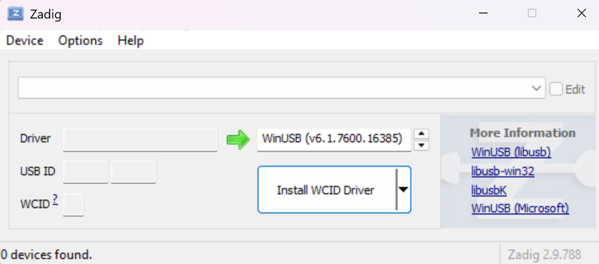 Zadig
Device Options Help
Edit
Driver WinUSB (v6.1.7600.16385)
More Information
WinUSB (libusb)
USB ID
libusb-win32
Install WCID Driver
libusbK
WCID ?
WinUSB (Microsoft)
0 devices found. Zadig 2.9.788